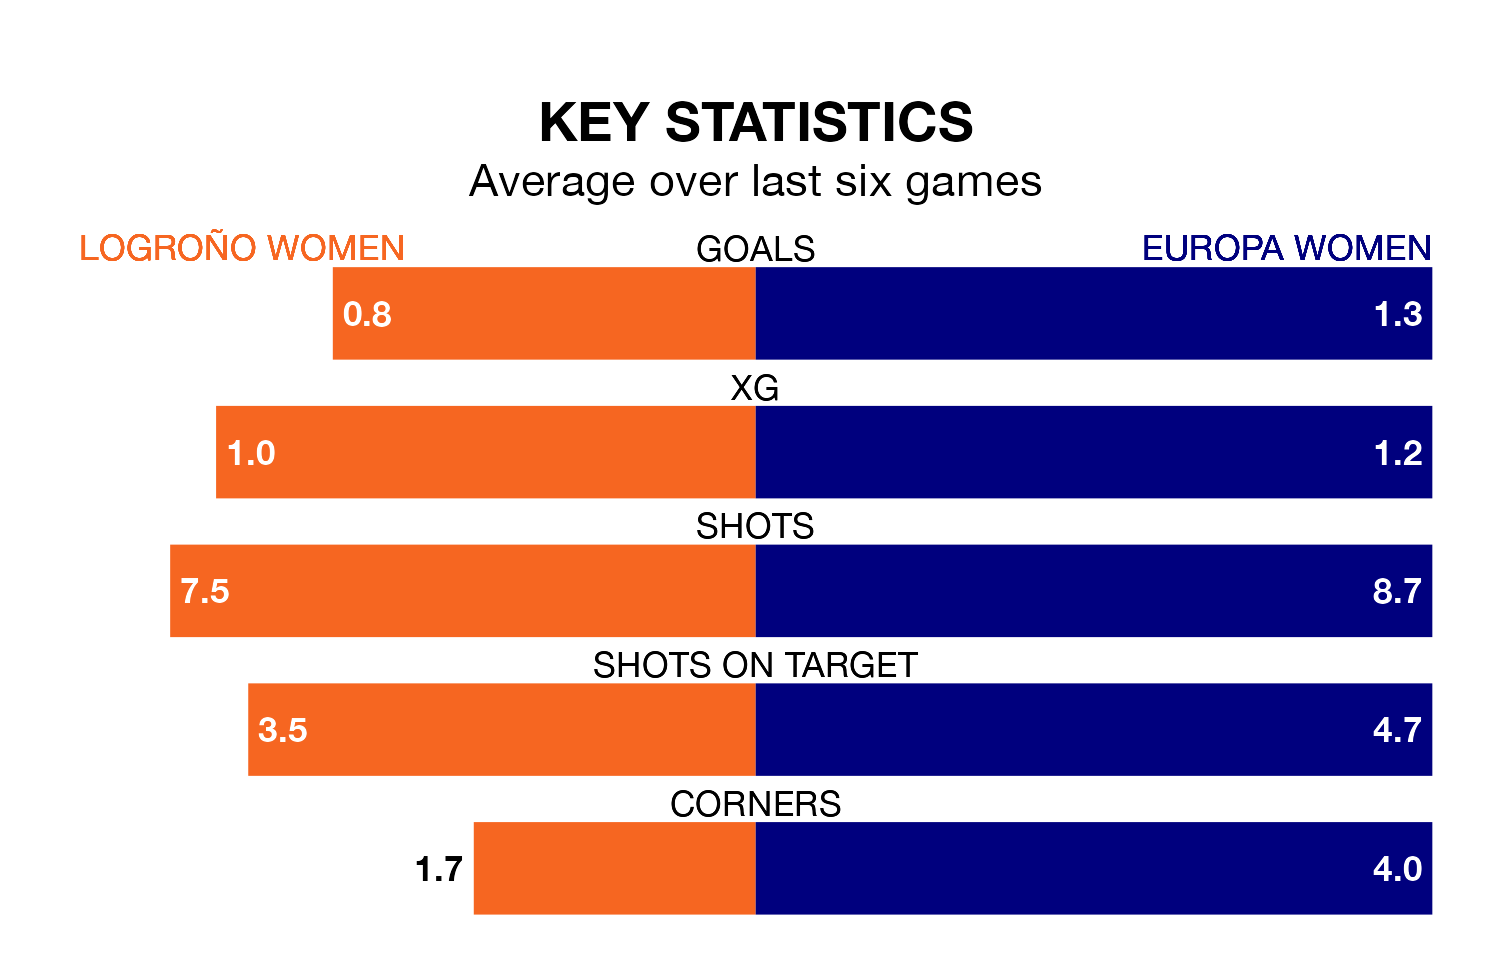 KEY STATISTICS
Average over last six games
LOGROÑO WOMEN GOALS EUROPA WOMEN
0.8 1.3
XG
1.0 1.2
SHOTS
7.5 8.7
SHOTS ON TARGET
3.5 4.7
CORNERS
1.7 4.0